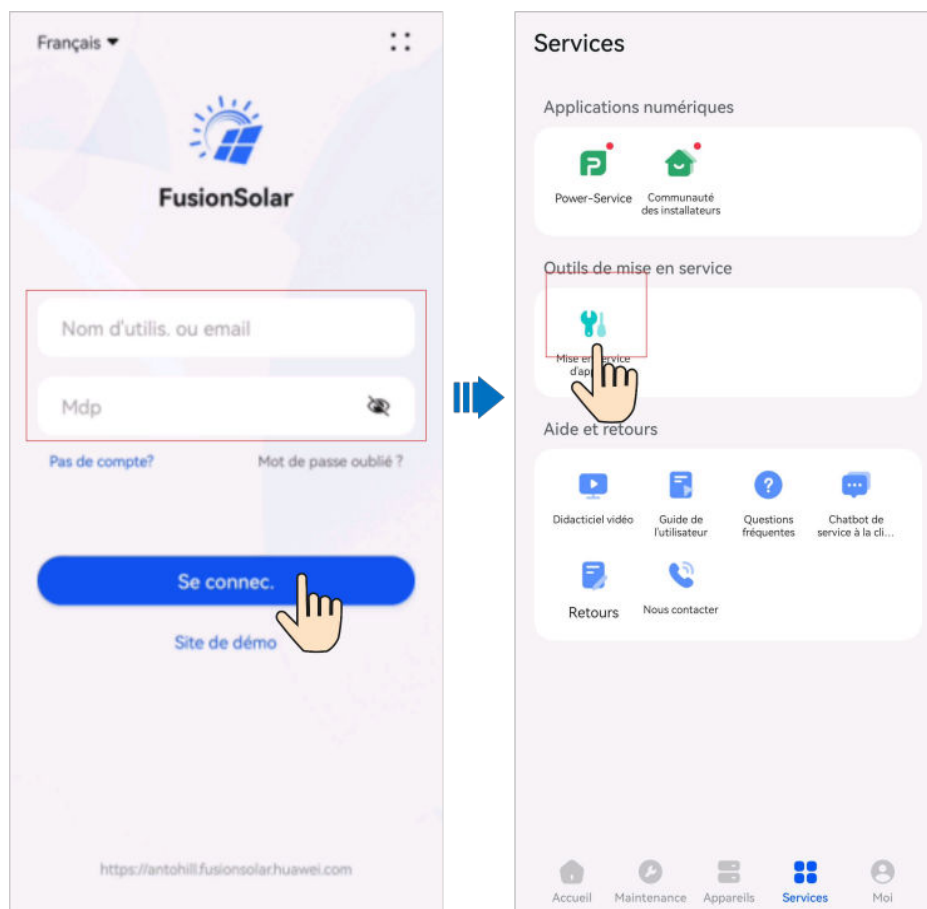 Français
FusionSolar
Nom d'utilis. ou email
Mdp
Pas de compte?
Mot de passe oublié ?
Se connec.
Site de démo
https://antohill.fusionsolar.huawei.com
Services
Applications numériques
Power-Service
Communauté
des installateurs
Outils de mise en service
Mise en service
Aide et retours
Didacticiel vidéo
Guide de
l'utilisateur
Questions
fréquentes
Chatbot de
service à la cli...
Retours
Nous contacter
Accueil
Maintenance
Appareils
Services
Moi